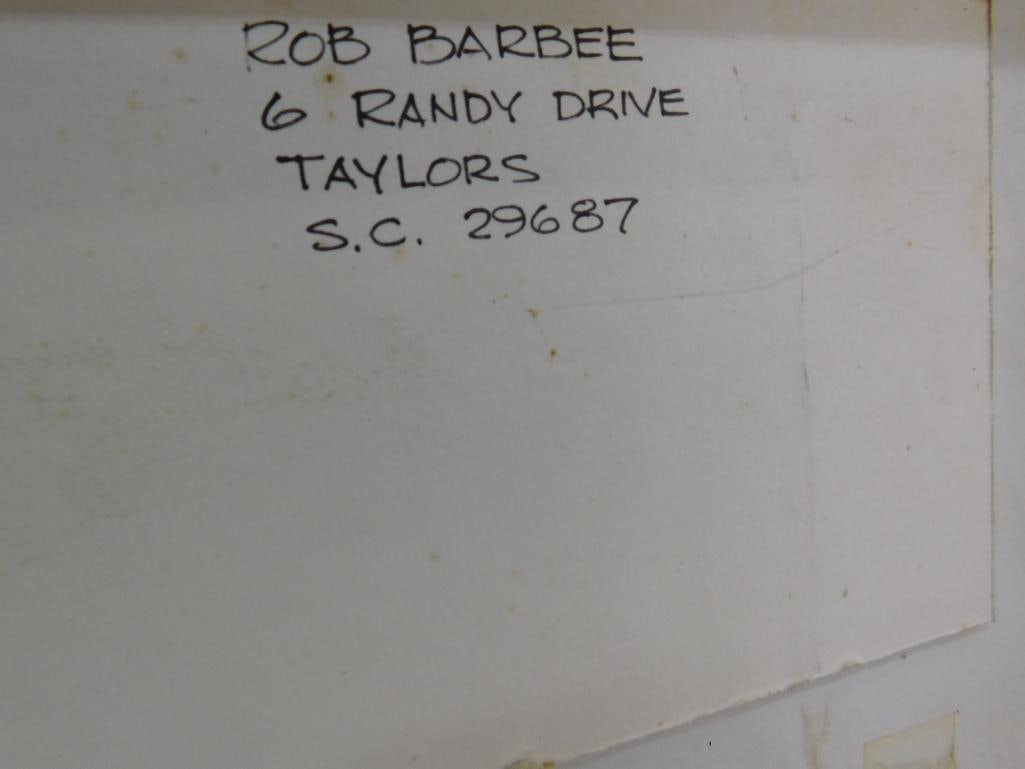 ROB BARBEE
6 RANDY DRIVE
TAYLORS
S.C. 29687